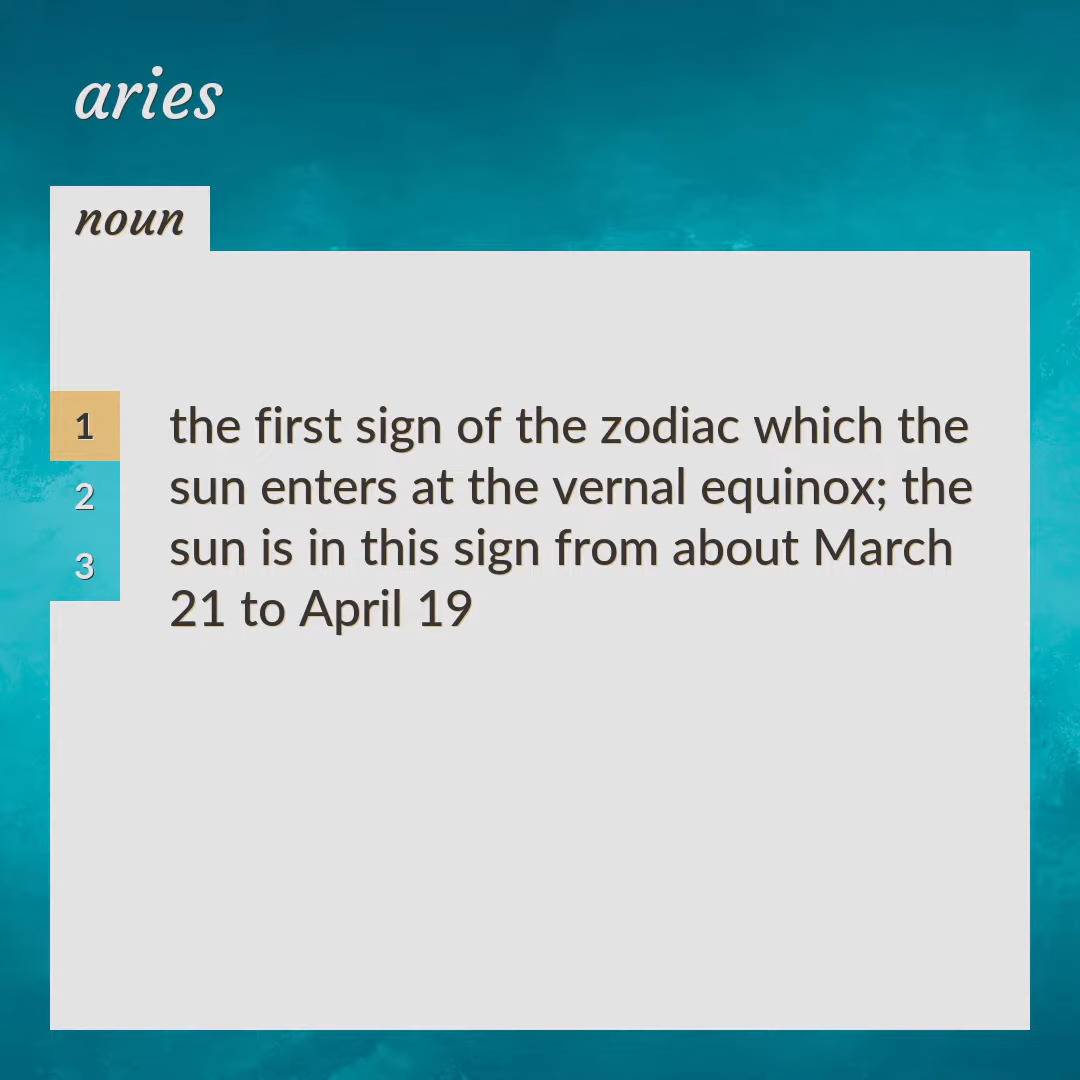 aries
noun
1
2
3
the first sign of the zodiac which the
sun enters at the vernal equinox; the
sun is in this sign from about March
21 to April 19